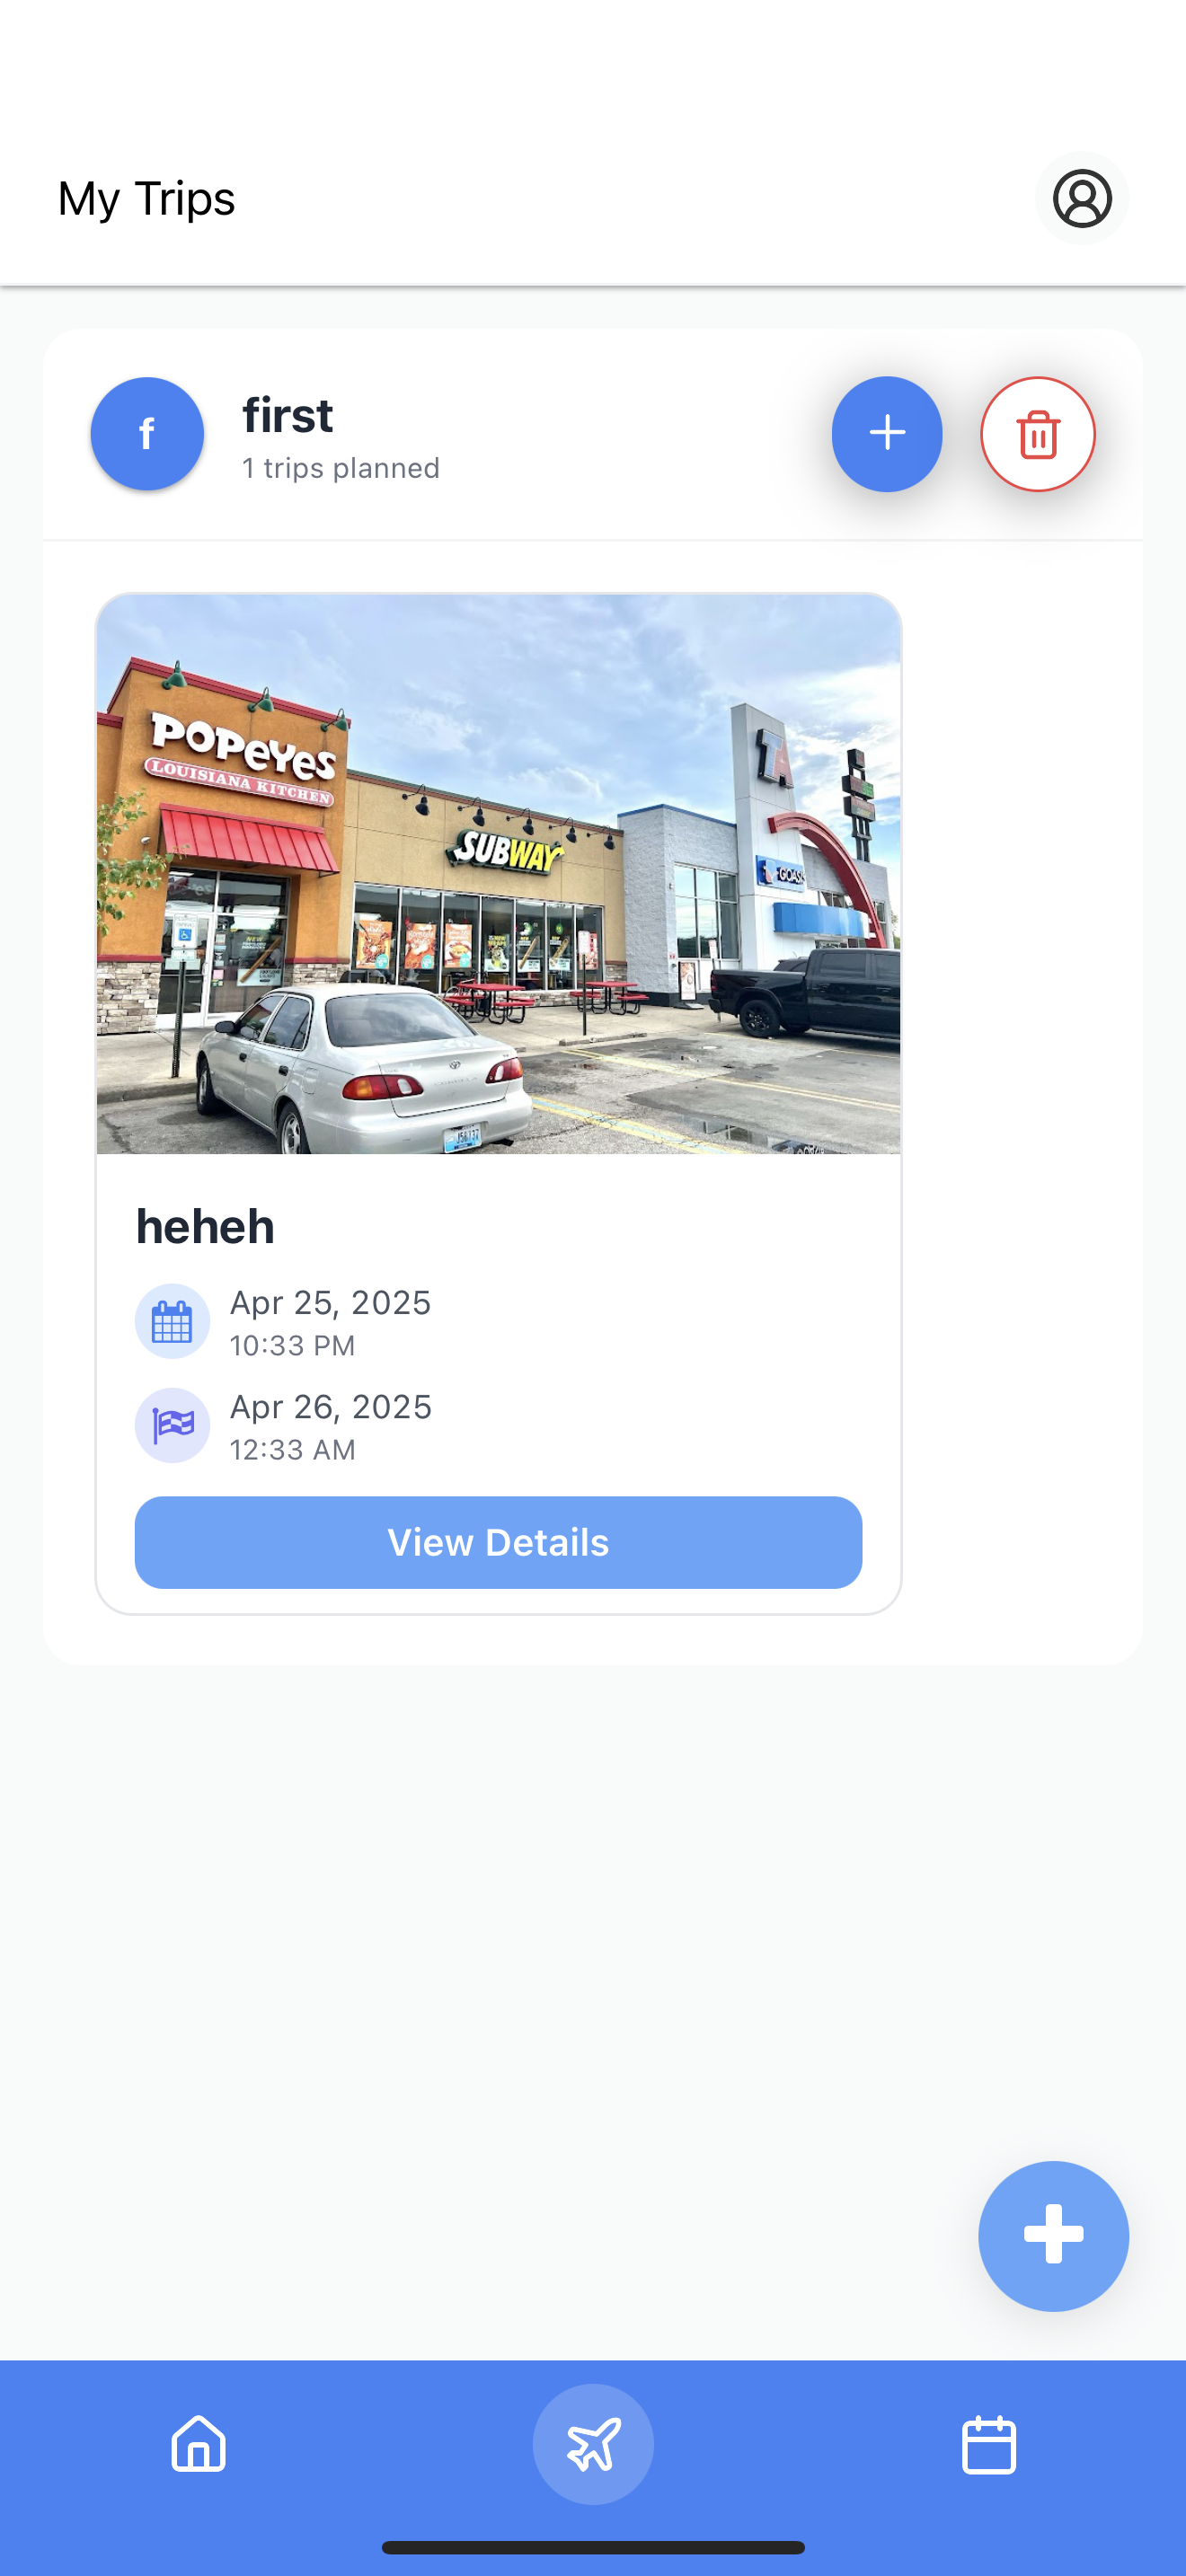 My Trips
f
first
1 trips planned
POPEYES
LOUISIANA KITCHEN
SUBWAY
TA
heheh
Apr 25, 2025
10:33 PM
Apr 26, 2025
12:33 AM
View Details